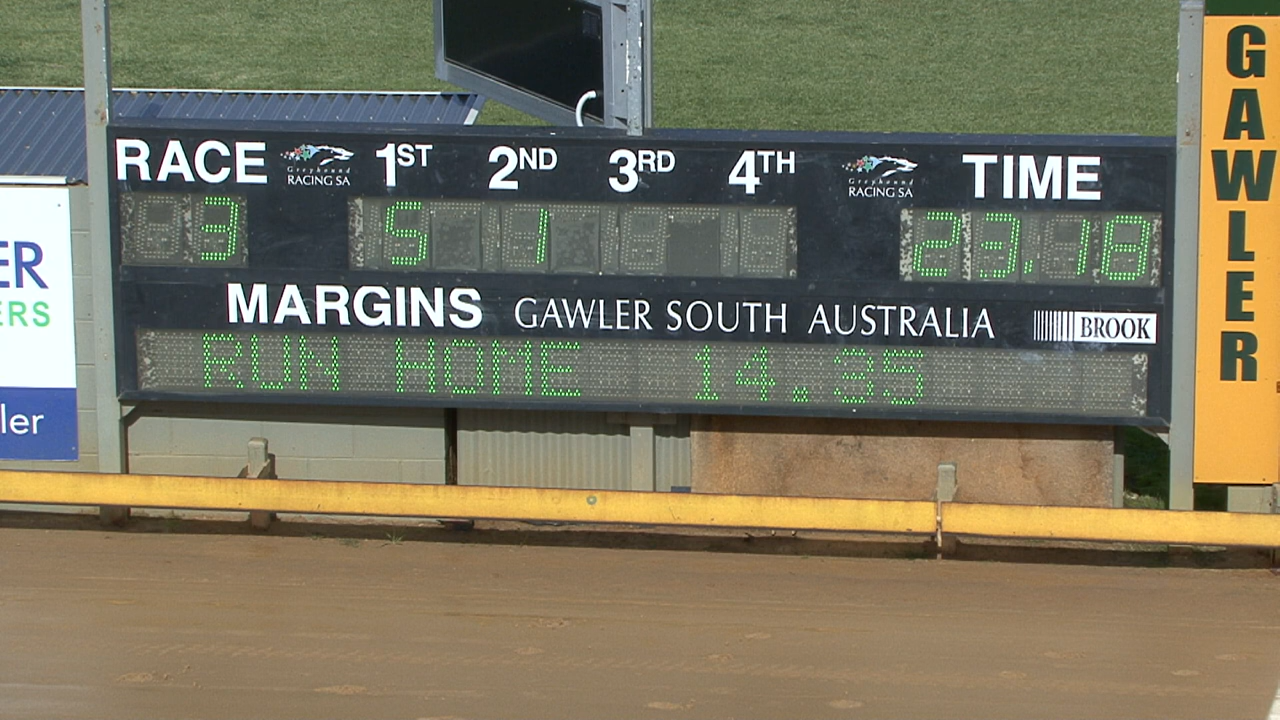 RACE 1ST 2ND 3RD 4TH TIME
Greyhound RACING SA
Greyhound RACING SA
3 5 1 23.18
MARGINS GAWLER SOUTH AUSTRALIA BROOK
RUN HOME 14.35
GAWLER
ER
ERS
ler